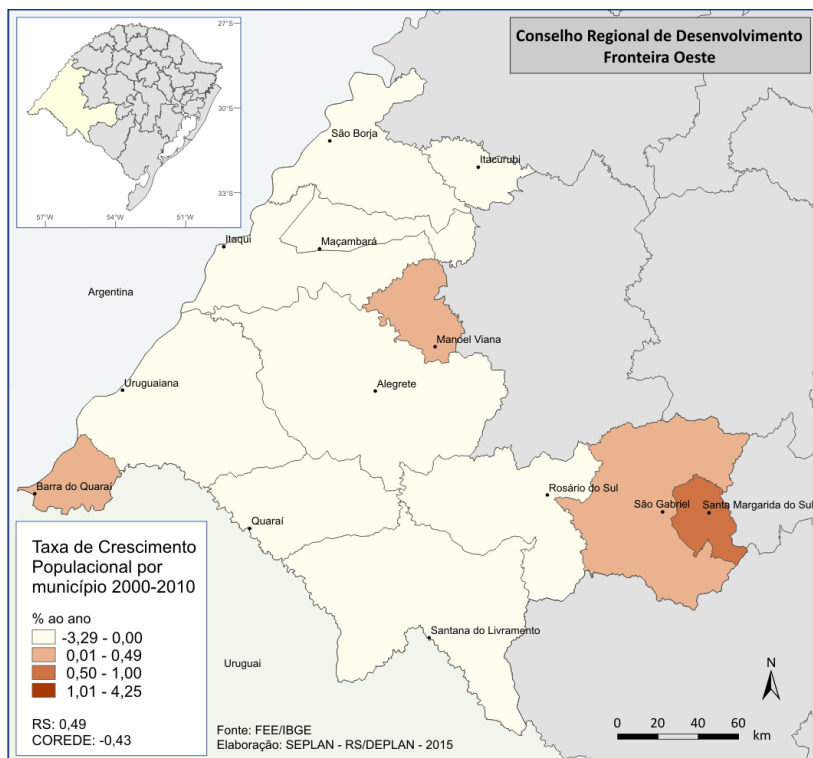 Conselho Regional de Desenvolvimento
Fronteira Oeste
27°S
30°S
33°S
57°W
54°W
51°W
São Borja
Itacurubi
Itaqui
Maçambará
Argentina
Manoel Viana
Uruguaiana
Alegrete
Barra do Quaraí
Rosário do Sul
São Gabriel
Santa Margarida do Sul
Quaraí
Santana do Livramento
Uruguai
Taxa de Crescimento
Populacional por
município 2000-2010
% ao ano
-3,29 - 0,00
0,01 - 0,49
0,50 - 1,00
1,01 - 4,25
RS: 0,49
COREDE: -0,43
Fonte: FEE/IBGE
Elaboração: SEPLAN - RS/DEPLAN - 2015
N
0 20 40 60
km